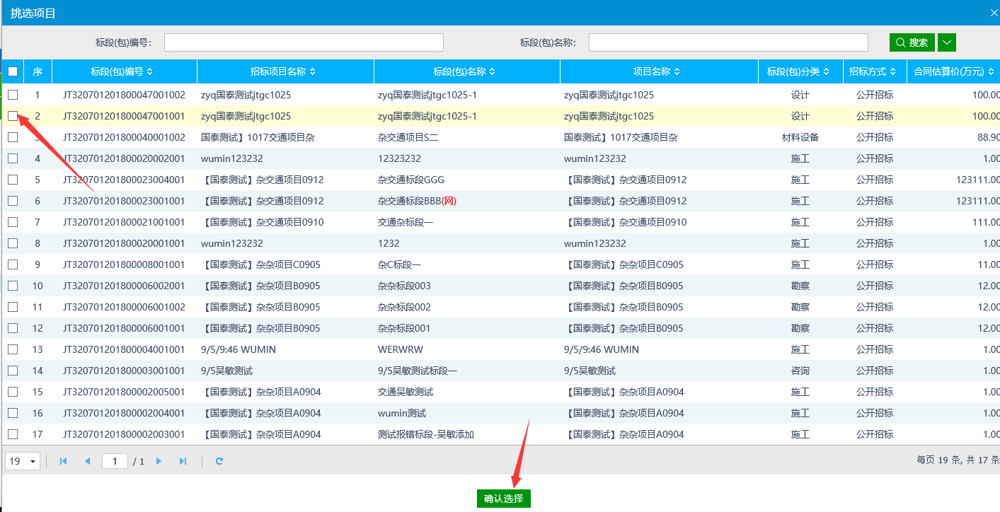 挑选项目
标段(包)编号: 标段(包)名称: 搜索
序 标段(包)编号 招标项目名称 标段(包)名称 项目名称 标段(包)分类 招标方式 合同估算价(万元)
1 JT320701201800047001002 zyq国泰测试jtgc1025 zyq国泰测试jtgc1025-1 zyq国泰测试jtgc1025 设计 公开招标 100.00
2 JT320701201800047001001 zyq国泰测试jtgc1025 zyq国泰测试jtgc1025-1 zyq国泰测试jtgc1025 设计 公开招标 100.00
3 JT320701201800040001002 国泰测试】1017交通项目杂 杂交通项目S二 国泰测试】1017交通项目杂 材料设备 公开招标 88.90
4 JT320701201800020002001 wumin123232 12323232 wumin123232 施工 公开招标 1.00
5 JT320701201800023004001 【国泰测试】杂交通项目0912 杂交通标段GGG 【国泰测试】杂交通项目0912 施工 公开招标 123111.00
6 JT320701201800023001001 【国泰测试】杂交通项目0912 杂交通标段BBB(网) 【国泰测试】杂交通项目0912 施工 公开招标 123111.00
7 JT320701201800021001001 【国泰测试】杂交通项目0910 交通杂标段一 【国泰测试】杂交通项目0910 施工 公开招标 111.00
8 JT320701201800020001001 wumin123232 1232 wumin123232 施工 公开招标 1.00
9 JT320701201800008001001 【国泰测试】杂杂项目C0905 杂C标段一 【国泰测试】杂杂项目C0905 施工 公开招标 11.00
10 JT320701201800006002001 【国泰测试】杂杂项目B0905 杂杂标段003 【国泰测试】杂杂项目B0905 勘察 公开招标 12.00
11 JT320701201800006001002 【国泰测试】杂杂项目B0905 杂杂标段002 【国泰测试】杂杂项目B0905 勘察 公开招标 12.00
12 JT320701201800006001001 【国泰测试】杂杂项目B0905 杂杂标段001 【国泰测试】杂杂项目B0905 勘察 公开招标 12.00
13 JT320701201800004001001 9/5/9:46 WUMIN WERWRW 9/5/9:46 WUMIN 施工 公开招标 1.00
14 JT320701201800003001001 9/5吴敏测试 9/5吴敏测试标段一 9/5吴敏测试 咨询 公开招标 1.00
15 JT320701201800002005001 【国泰测试】杂杂项目A0904 交通吴敏测试 【国泰测试】杂杂项目A0904 施工 公开招标 1.00
16 JT320701201800002004001 【国泰测试】杂杂项目A0904 wumin测试 【国泰测试】杂杂项目A0904 施工 公开招标 1.00
17 JT320701201800002003001 【国泰测试】杂杂项目A0904 测试报错标段-吴敏添加 【国泰测试】杂杂项目A0904 施工 公开招标 1.00
19 1 / 1 每页 19 条, 共 17 条
确认选择